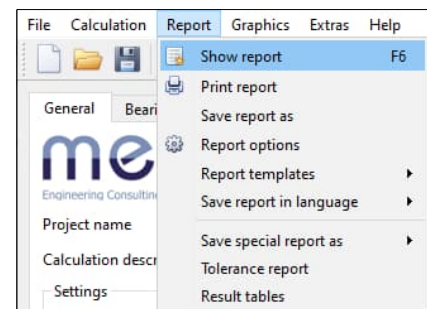 File Calculation Report Graphics Extras Help
Show report F6
Print report
General Beari
Save report as
me
Report options
Engineering Consultin
Report templates
Save report in language
Project name
Save special report as
Calculation descr
Tolerance report
Settings
Result tables